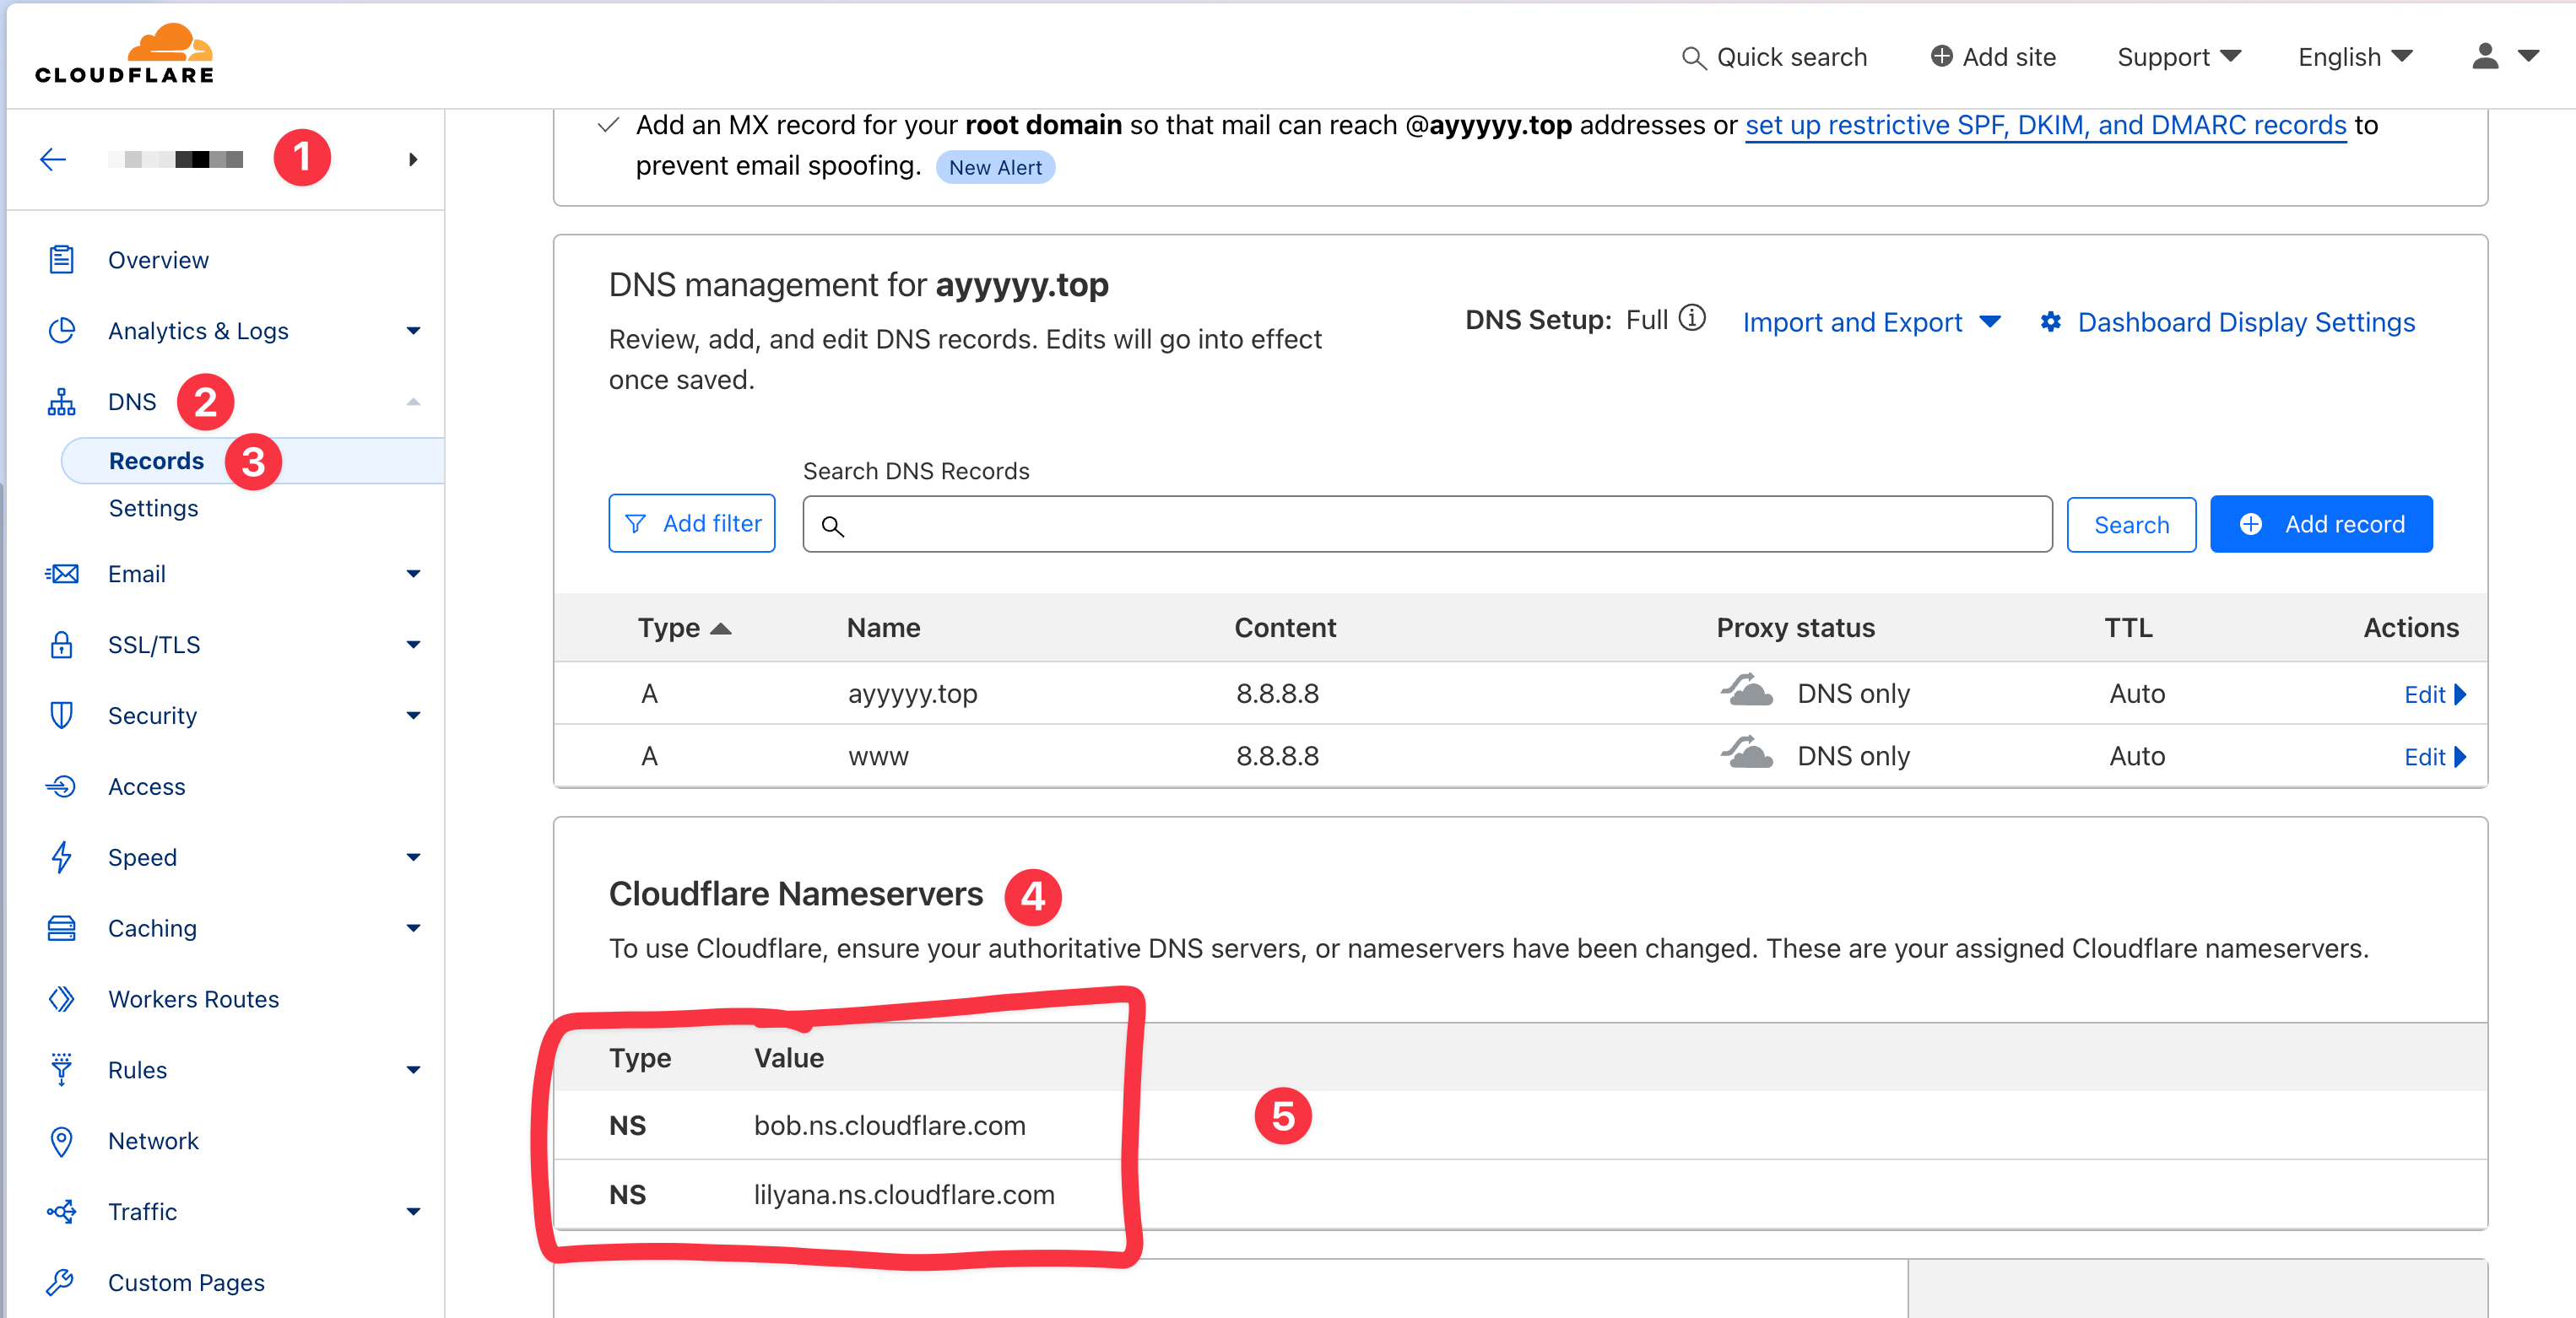 CLOUDFLARE
Quick search
Add site
Support
English
1
Overview
Analytics & Logs
DNS 2
Records 3
Settings
Email
SSL/TLS
Security
Access
Speed
Caching
Workers Routes
Rules
Network
Traffic
Custom Pages
Add an MX record for your root domain so that mail can reach @ayyyyy.top addresses or set up restrictive SPF, DKIM, and DMARC records to
prevent email spoofing. New Alert
DNS management for ayyyyy.top
Review, add, and edit DNS records. Edits will go into effect
once saved.
DNS Setup: Full
Import and Export
Dashboard Display Settings
Search DNS Records
Add filter
Search
Add record
Type Name Content Proxy status TTL Actions
A ayyyyy.top 8.8.8.8 DNS only Auto Edit
A www 8.8.8.8 DNS only Auto Edit
Cloudflare Nameservers 4
To use Cloudflare, ensure your authoritative DNS servers, or nameservers have been changed. These are your assigned Cloudflare nameservers.
Type Value
NS bob.ns.cloudflare.com
5
NS lilyana.ns.cloudflare.com